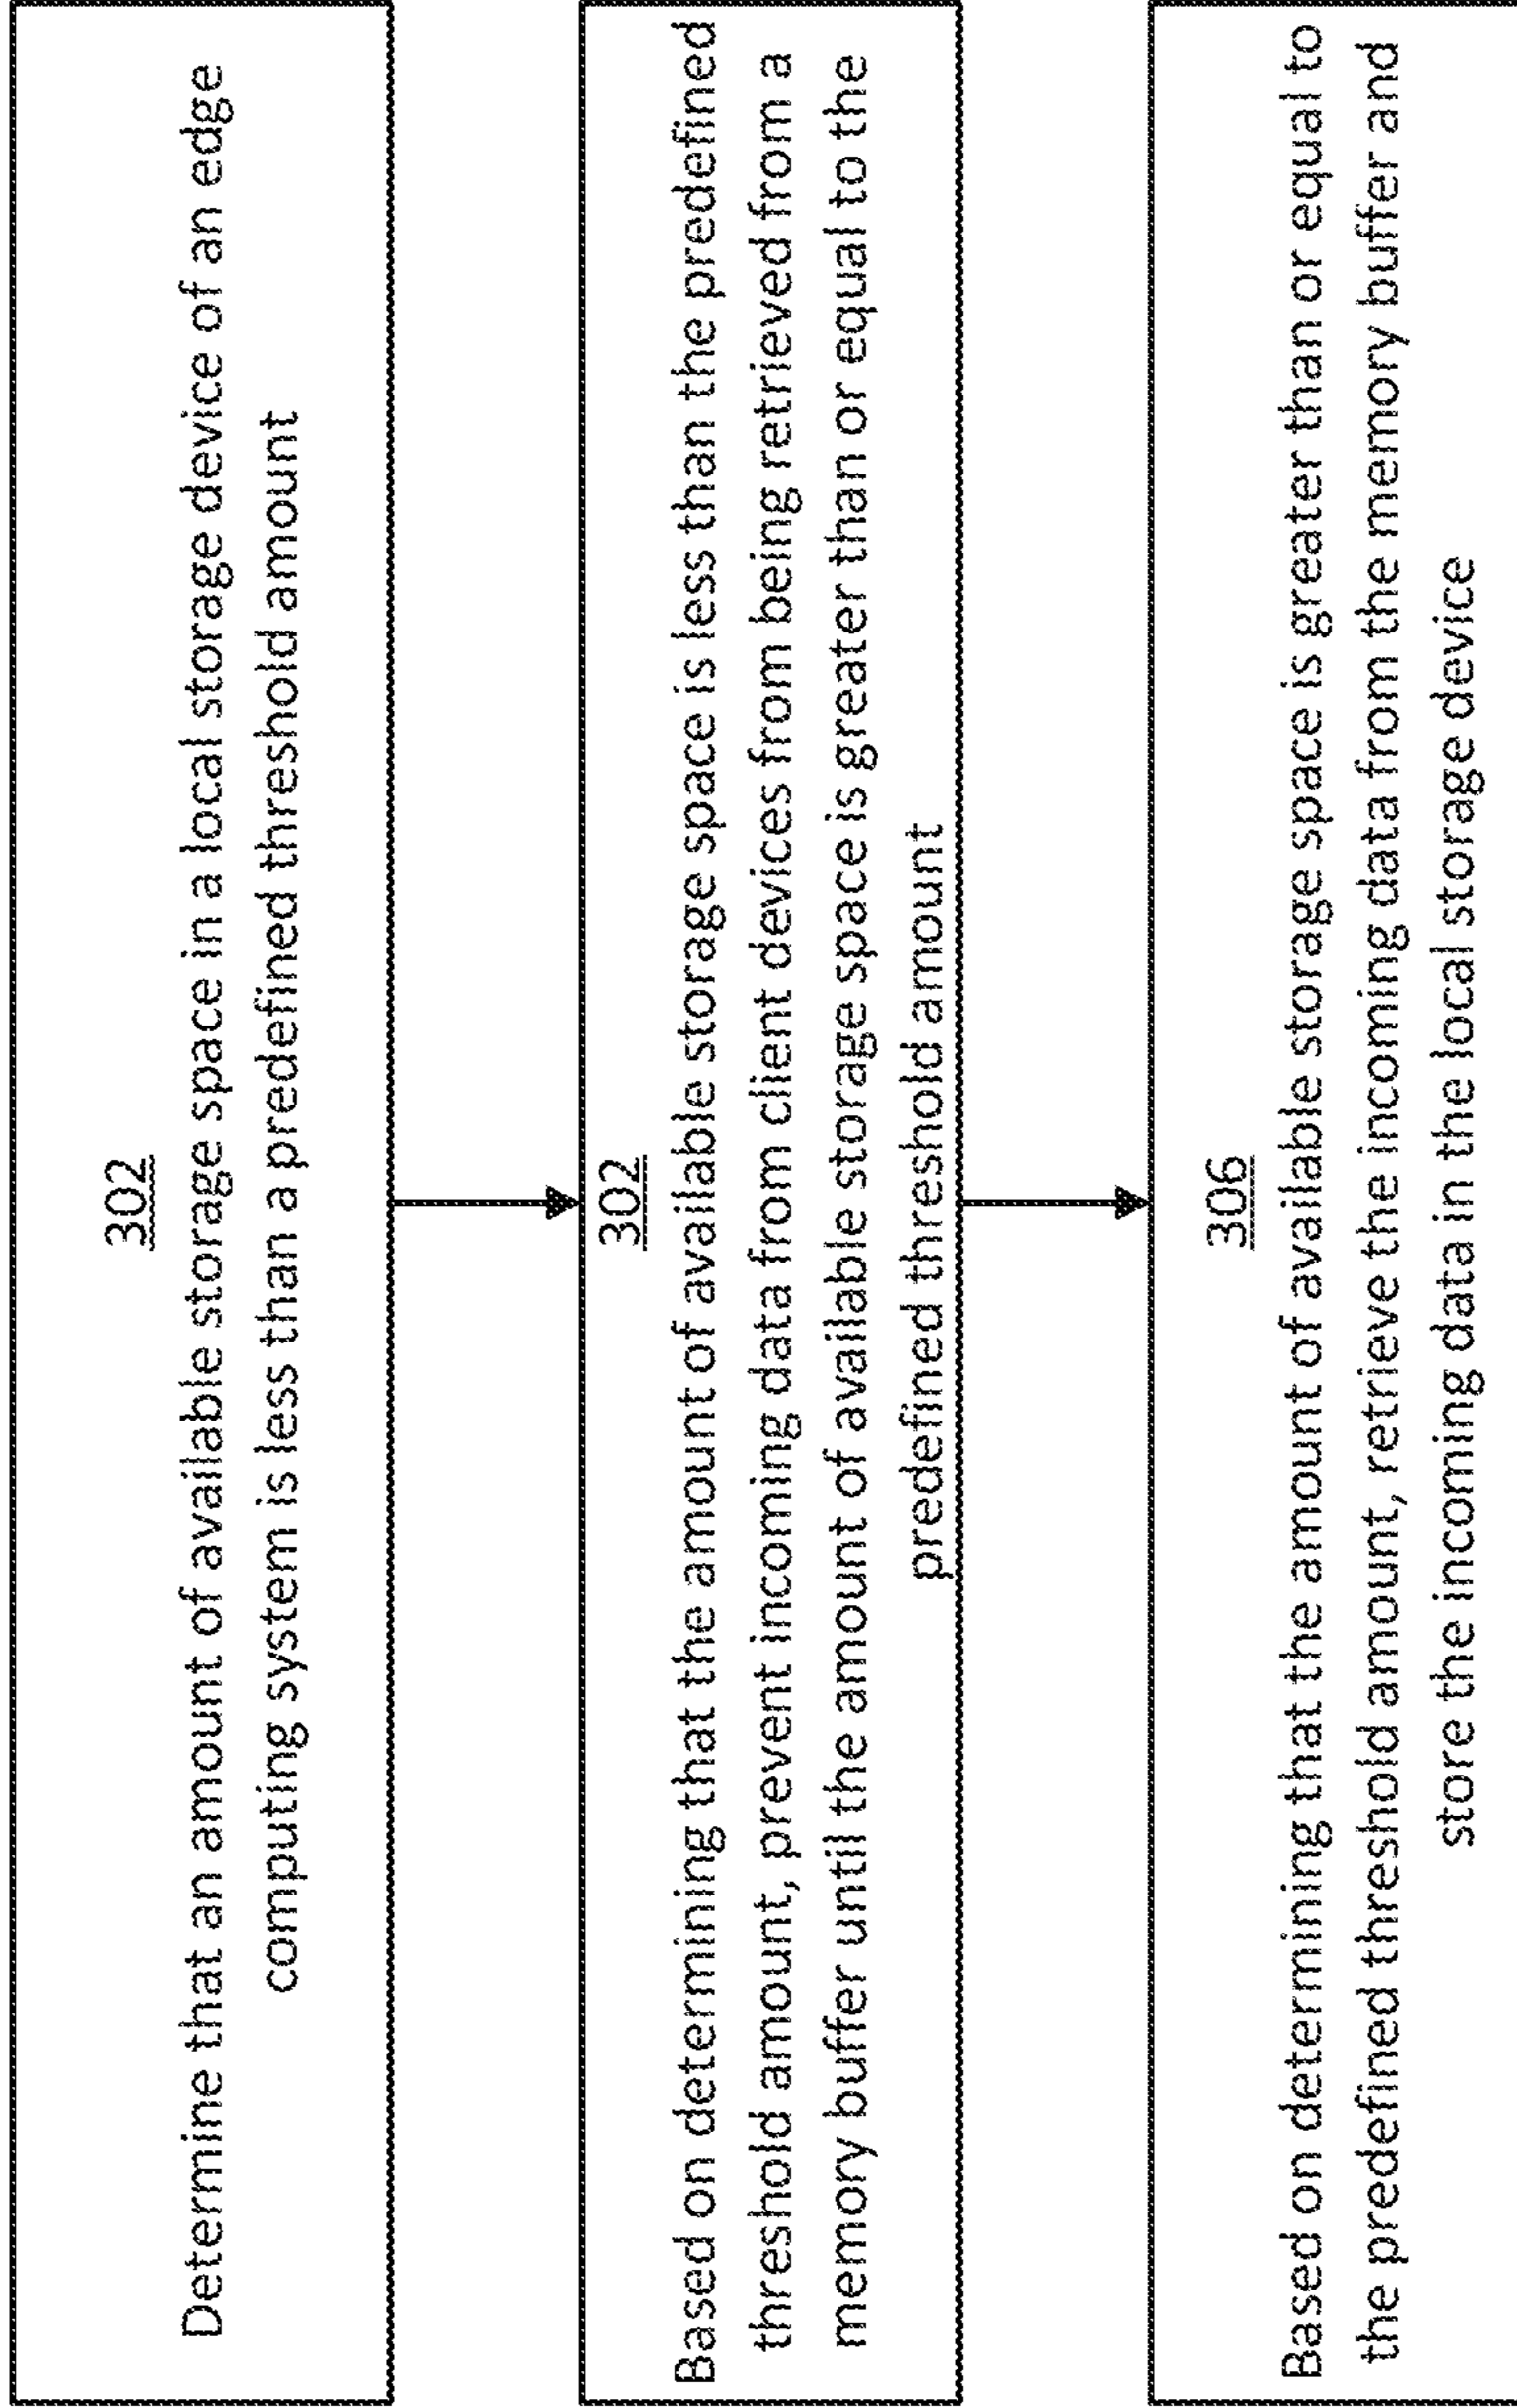 302
Determine that an amount of available storage space in a local storage device of an edge
computing system is less than a predefined threshold amount
302
Based on determining that the amount of available storage space is less than the predefined
threshold amount, prevent incoming data from client devices from being retrieved from a
memory buffer until the amount of available storage space is greater than or equal to the
predefined threshold amount
306
Based on determining that the amount of available storage space is greater than or equal to
the predefined threshold amount, retrieve the incoming data from the memory buffer and
store the incoming data in the local storage device